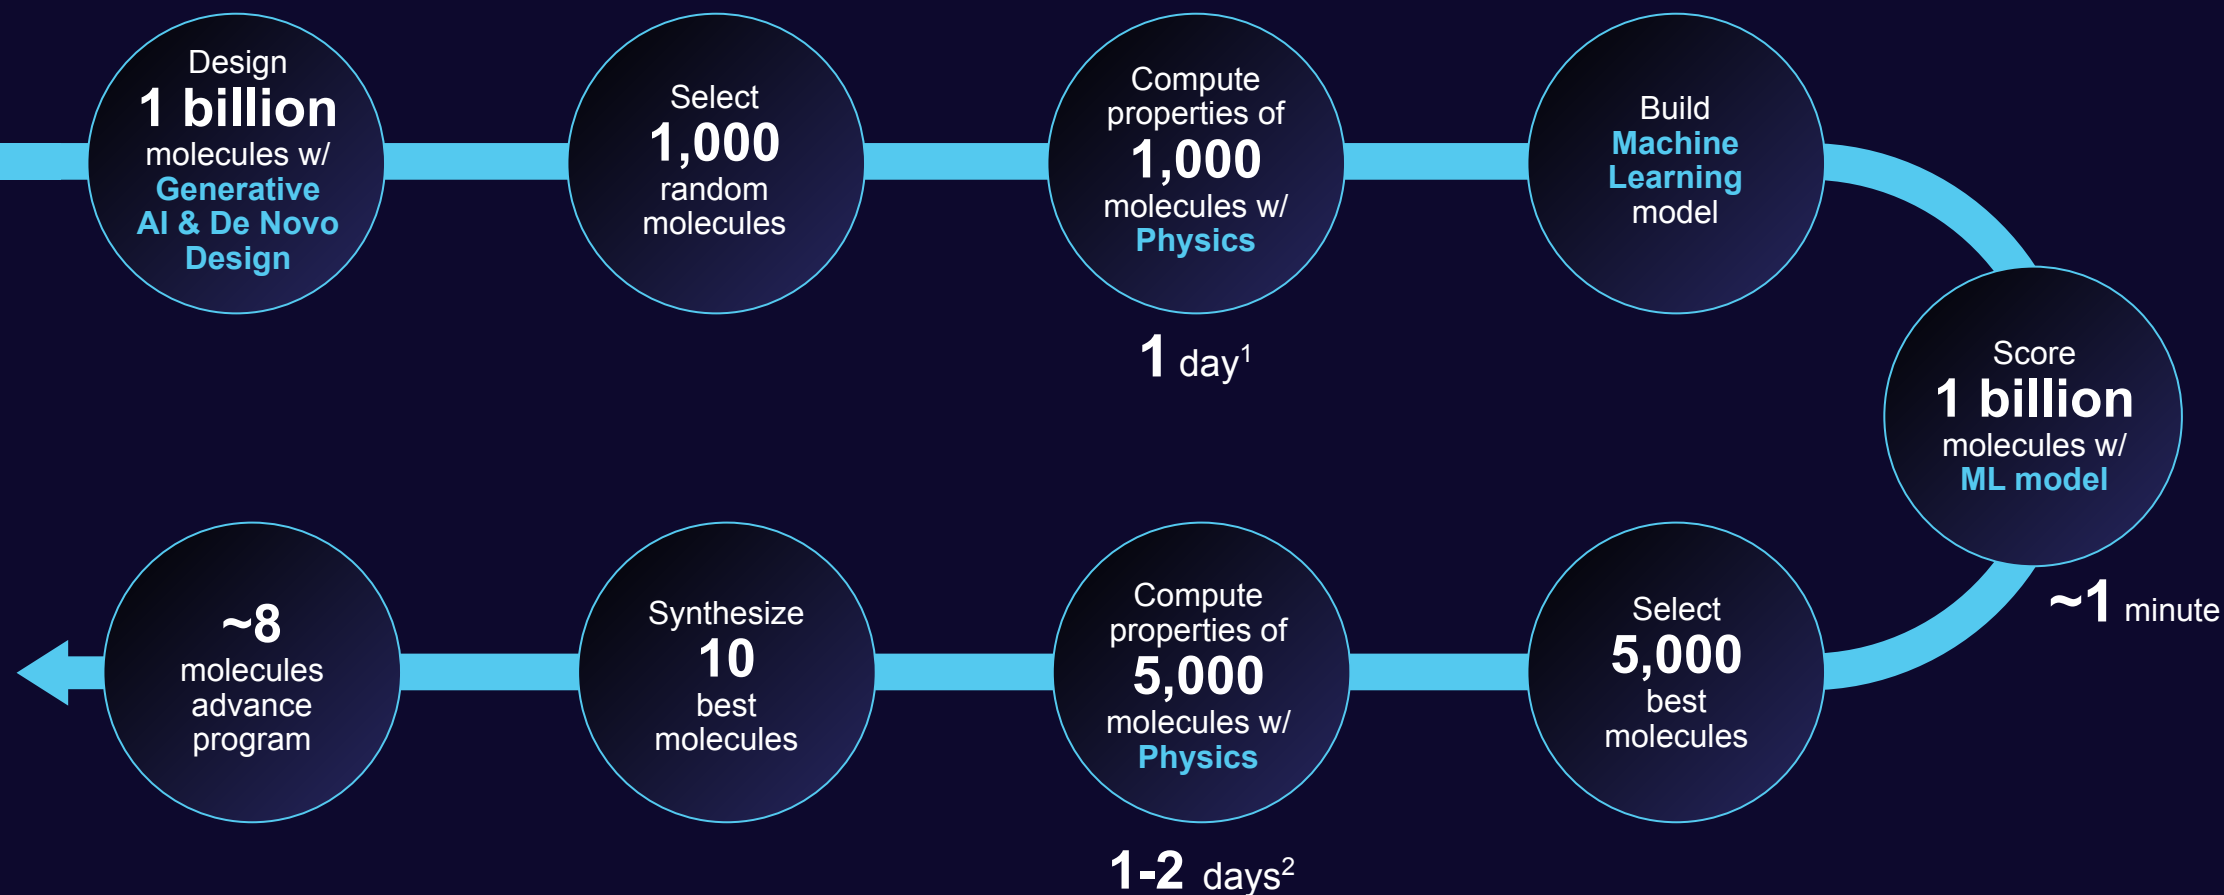 Design
1 billion
molecules w/
Generative
AI & De Novo
Design
Select
1,000
random
molecules
Compute
properties of
1,000
molecules w/
Physics
1 day¹
Build
Machine
Learning
model
Score
1 billion
molecules w/
ML model
~1 minute
Select
5,000
best
molecules
Compute
properties of
5,000
molecules w/
Physics
1-2 days²
Synthesize
10
best
molecules
~8
molecules
advance
program